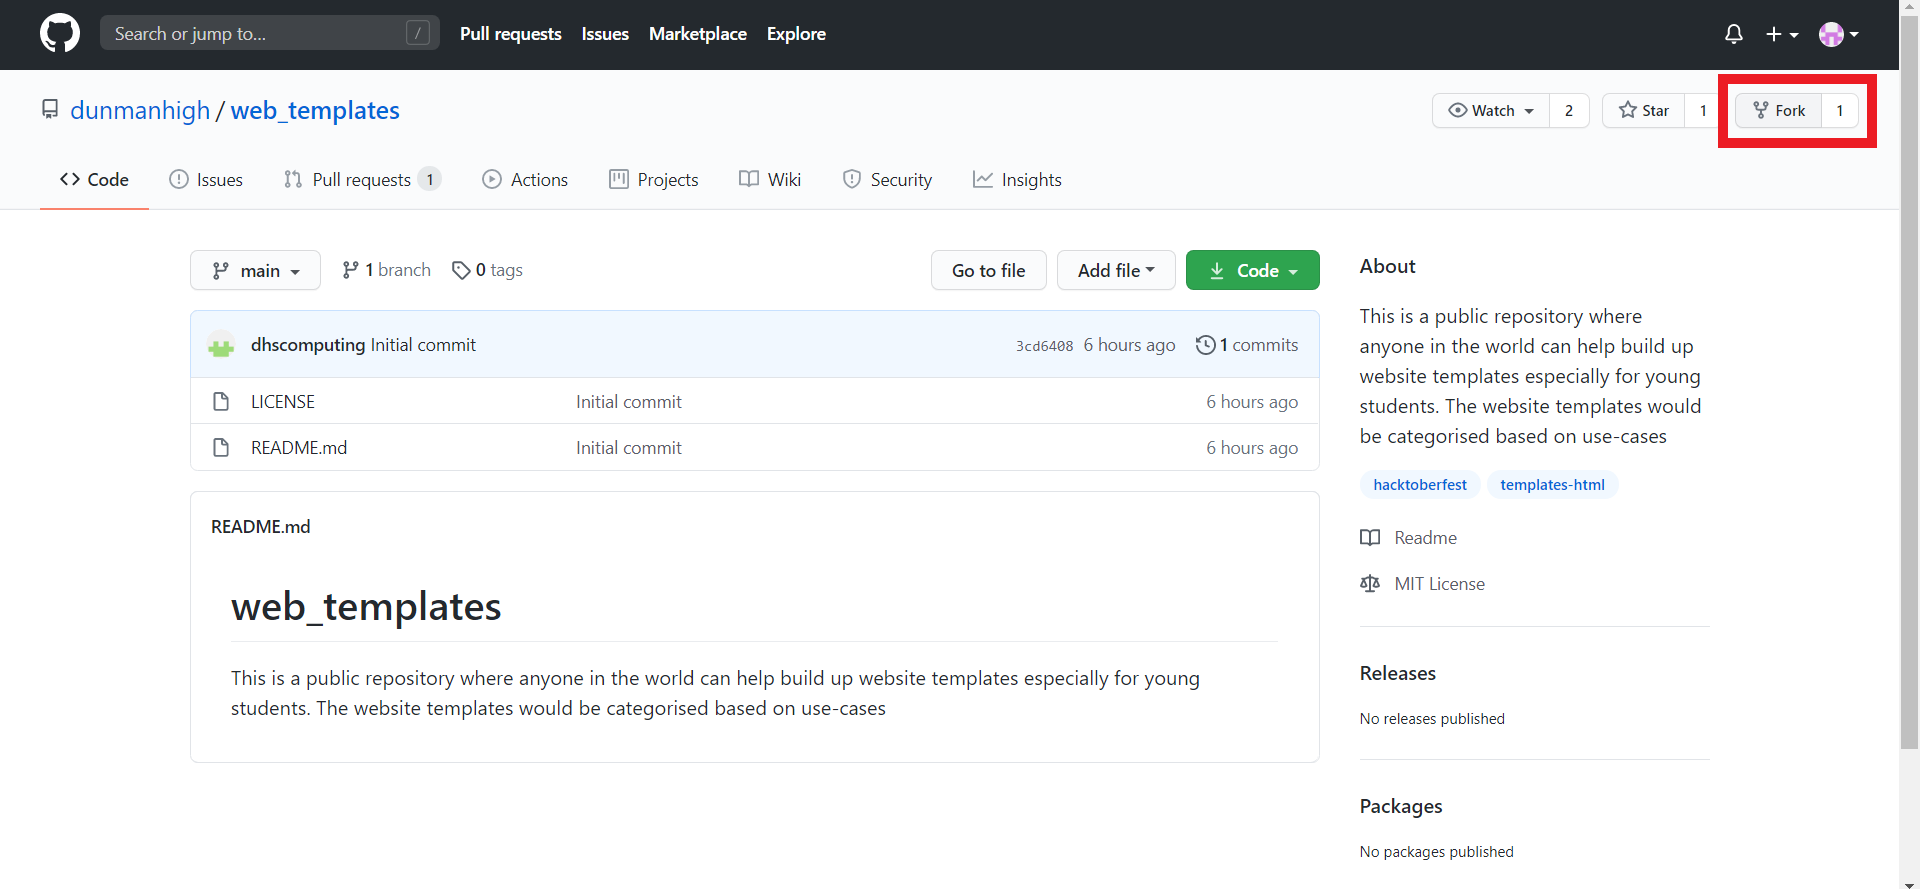 Search or jump to... /
Pull requests Issues Marketplace Explore
dunmanhigh / web_templates
Watch 2 Star 1 Fork 1
Code Issues Pull requests 1 Actions Projects Wiki Security Insights
main 1 branch 0 tags Go to file Add file Code
dhscomputing Initial commit 3cd6408 6 hours ago 1 commits
LICENSE Initial commit 6 hours ago
README.md Initial commit 6 hours ago
README.md
web_templates
This is a public repository where anyone in the world can help build up website templates especially for young
students. The website templates would be categorised based on use-cases
About
This is a public repository where
anyone in the world can help build up
website templates especially for young
students. The website templates would
be categorised based on use-cases
hacktoberfest templates-html
Readme
MIT License
Releases
No releases published
Packages
No packages published